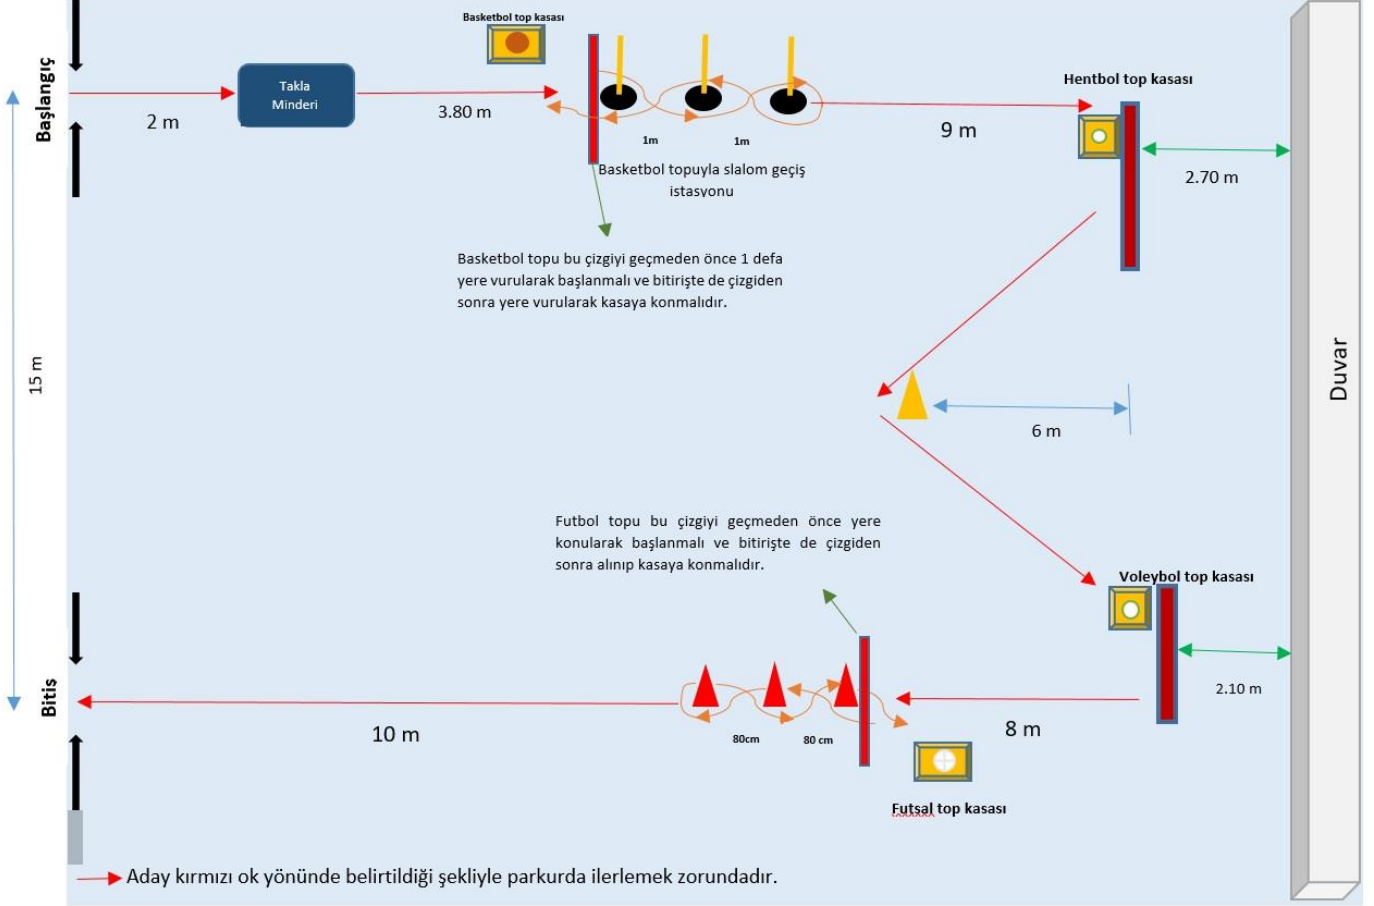 Basketbol top kasası
Başlangıç
Takla
Minderi
2 m
3.80 m
1m
1m
Basketbol topuyla slalom geçiş
istasyonu
9 m
Hentbol top kasası
2.70 m
Basketbol topu bu çizgiyi geçmeden önce 1 defa
yere vurularak başlanmalı ve bitirişte de çizgiden
sonra yere vurularak kasaya konmalıdır.
15 m
Duvar
6 m
Futbol topu bu çizgiyi geçmeden önce yere
konularak başlanmalı ve bitirişte de çizgiden
sonra alınıp kasaya konmalıdır.
Voleybol top kasası
2.10 m
Bitiş
10 m
80cm
80 cm
8 m
Futsal top kasası
Aday kırmızı ok yönünde belirtildiği şekliyle parkurda ilerlemek zorundadır.